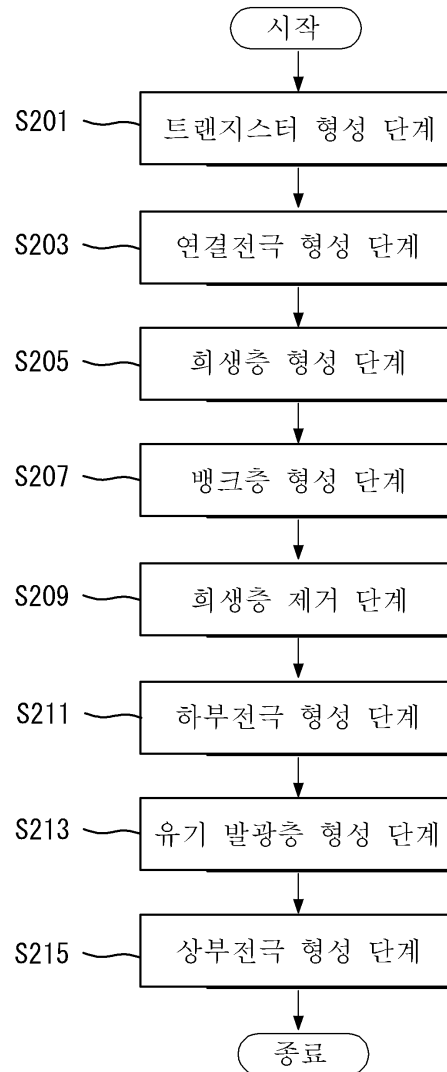 시작
S201 트랜지스터 형성 단계
S203 연결전극 형성 단계
S205 희생층 형성 단계
S207 뱅크층 형성 단계
S209 희생층 제거 단계
S211 하부전극 형성 단계
S213 유기 발광층 형성 단계
S215 상부전극 형성 단계
종료